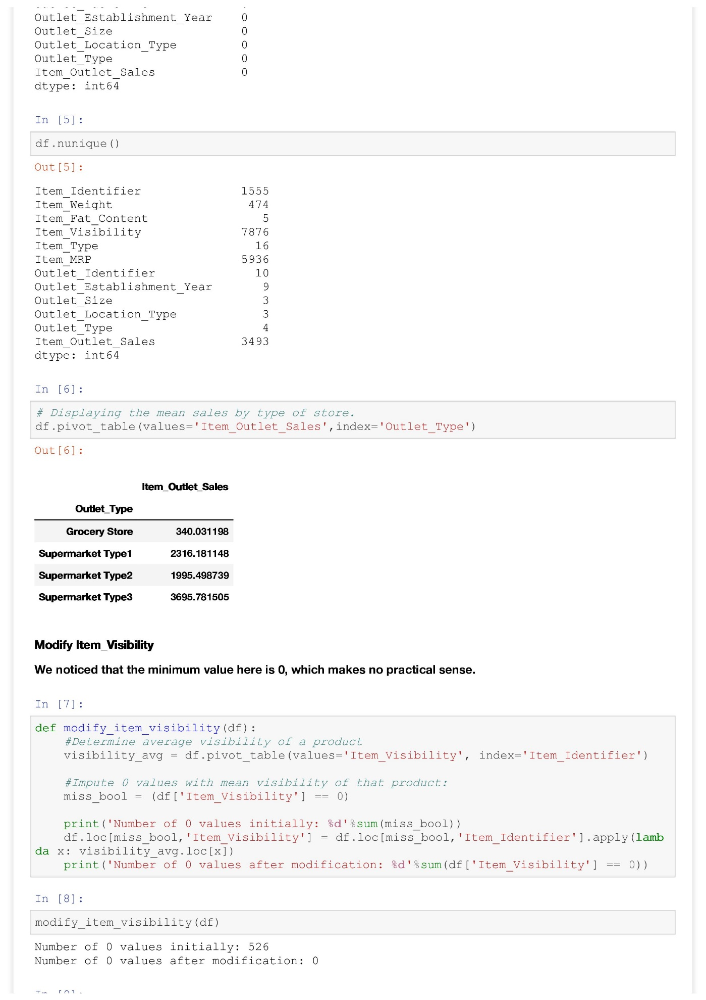 Outlet_Establishment_Year 0
Outlet_Size 0
Outlet_Location_Type 0
Outlet_Type 0
Item_Outlet_Sales 0
dtype: int64
In [5]:
df.nunique()
Out[5]:
Item_Identifier 1555
Item_Weight 474
Item_Fat_Content 5
Item_Visibility 7876
Item_Type 16
Item_MRP 5936
Outlet_Identifier 10
Outlet_Establishment_Year 9
Outlet_Size 3
Outlet_Location_Type 3
Outlet_Type 4
Item_Outlet_Sales 3493
dtype: int64
In [6]:
# Displaying the mean sales by type of store.
df.pivot_table(values='Item_Outlet_Sales',index='Outlet_Type')
Out[6]:
Item_Outlet_Sales
Outlet_Type
Grocery Store 340.031198
Supermarket Type1 2316.181148
Supermarket Type2 1995.498739
Supermarket Type3 3695.781505
Modify Item_Visibility
We noticed that the minimum value here is 0, which makes no practical sense.
In [7]:
def modify_item_visibility(df):
    #Determine average visibility of a product
    visibility_avg = df.pivot_table(values='Item_Visibility', index='Item_Identifier')
    #Impute 0 values with mean visibility of that product:
    miss_bool = (df['Item_Visibility'] == 0)
    print('Number of 0 values initially: %d'%sum(miss_bool))
    df.loc[miss_bool,'Item_Visibility'] = df.loc[miss_bool,'Item_Identifier'].apply(lamb
da x: visibility_avg.loc[x])
    print('Number of 0 values after modification: %d'%sum(df['Item_Visibility'] == 0))
In [8]:
modify_item_visibility(df)
Number of 0 values initially: 526
Number of 0 values after modification: 0